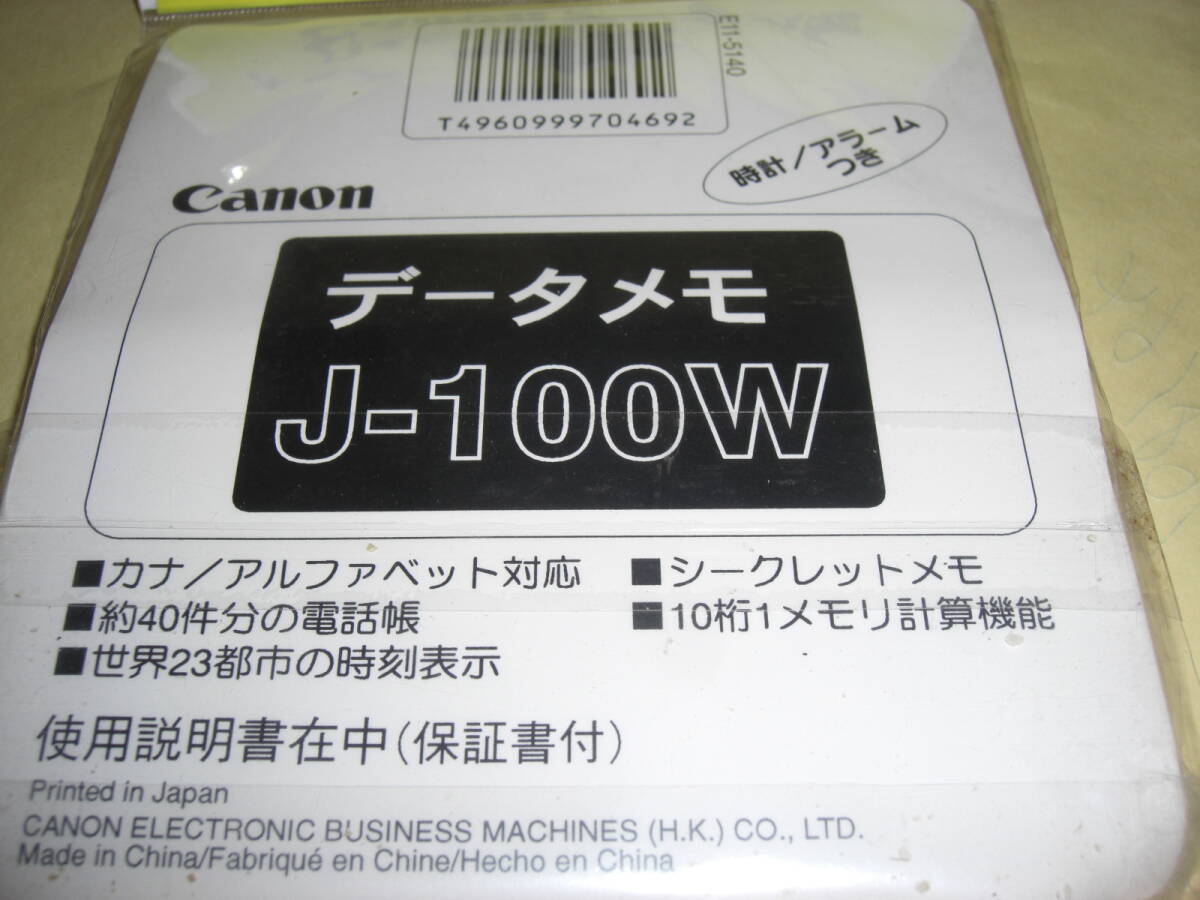 E11-5140
T4960999704692
時計/アラーム
つき
Canon
データメモ
J-100W
■カナ/アルファベット対応
■シークレットメモ
■約40件分の電話帳
■10桁1メモリ計算機能
■世界23都市の時刻表示
使用説明書在中(保証書付)
Printed in Japan
CANON ELECTRONIC BUSINESS MACHINES (H.K.) CO., LTD.
Made in China/Fabriqué en Chine/Hecho en China